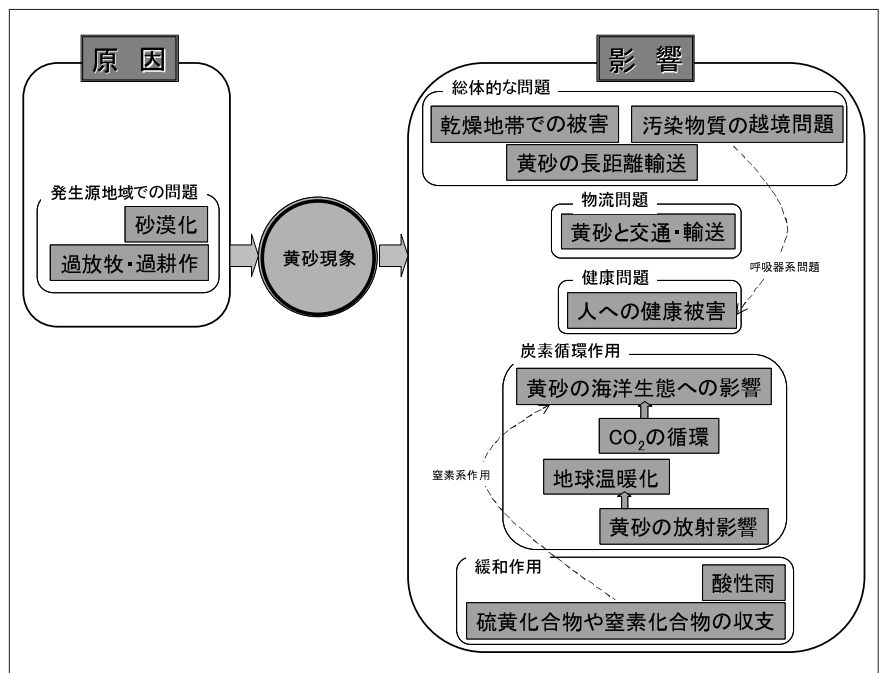 原因
影響
総体的な問題
乾燥地帯での被害
汚染物質の越境問題
黄砂の長距離輸送
発生源地域での問題
砂漠化
過放牧・過耕作
黄砂現象
物流問題
黄砂と交通・輸送
呼吸器系問題
健康問題
人への健康被害
炭素循環作用
黄砂の海洋生態への影響
CO₂の循環
窒素系作用
地球温暖化
黄砂の放射影響
緩和作用
酸性雨
硫黄化合物や窒素化合物の収支